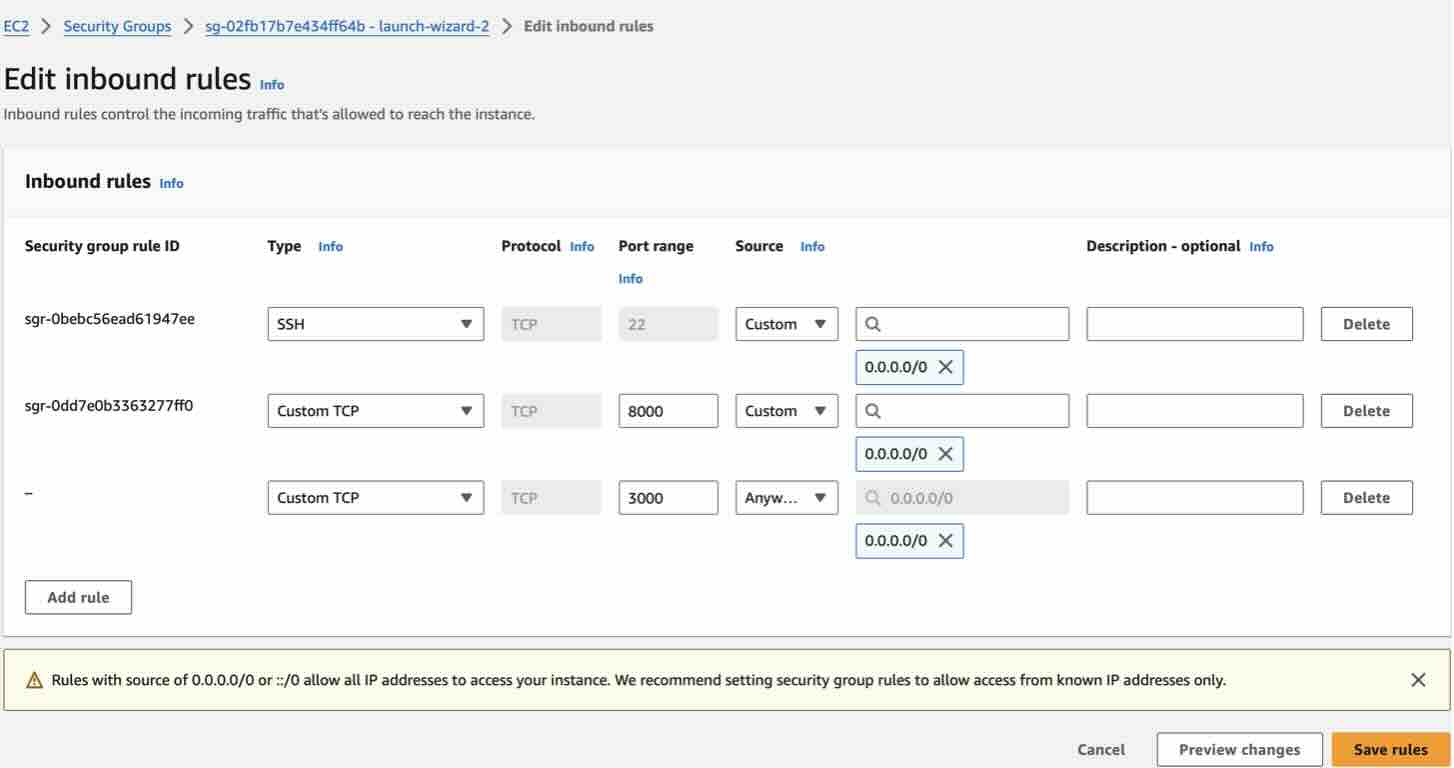 EC2 > Security Groups > sg-02fb17b7e434ff64b - launch-wizard-2 > Edit inbound rules
Edit inbound rules Info
Inbound rules control the incoming traffic that's allowed to reach the instance.
Inbound rules Info
Security group rule ID Type Info Protocol Info Port range Source Info Description - optional Info
Info
sgr-0bebc56ead61947ee SSH TCP 22 Custom Delete
0.0.0.0/0
sgr-0dd7e0b3363277ff0 Custom TCP TCP 8000 Custom Delete
0.0.0.0/0
– Custom TCP TCP 3000 Anyw... 0.0.0.0/0 Delete
0.0.0.0/0
Add rule
Rules with source of 0.0.0.0/0 or ::/0 allow all IP addresses to access your instance. We recommend setting security group rules to allow access from known IP addresses only.
Cancel Preview changes Save rules